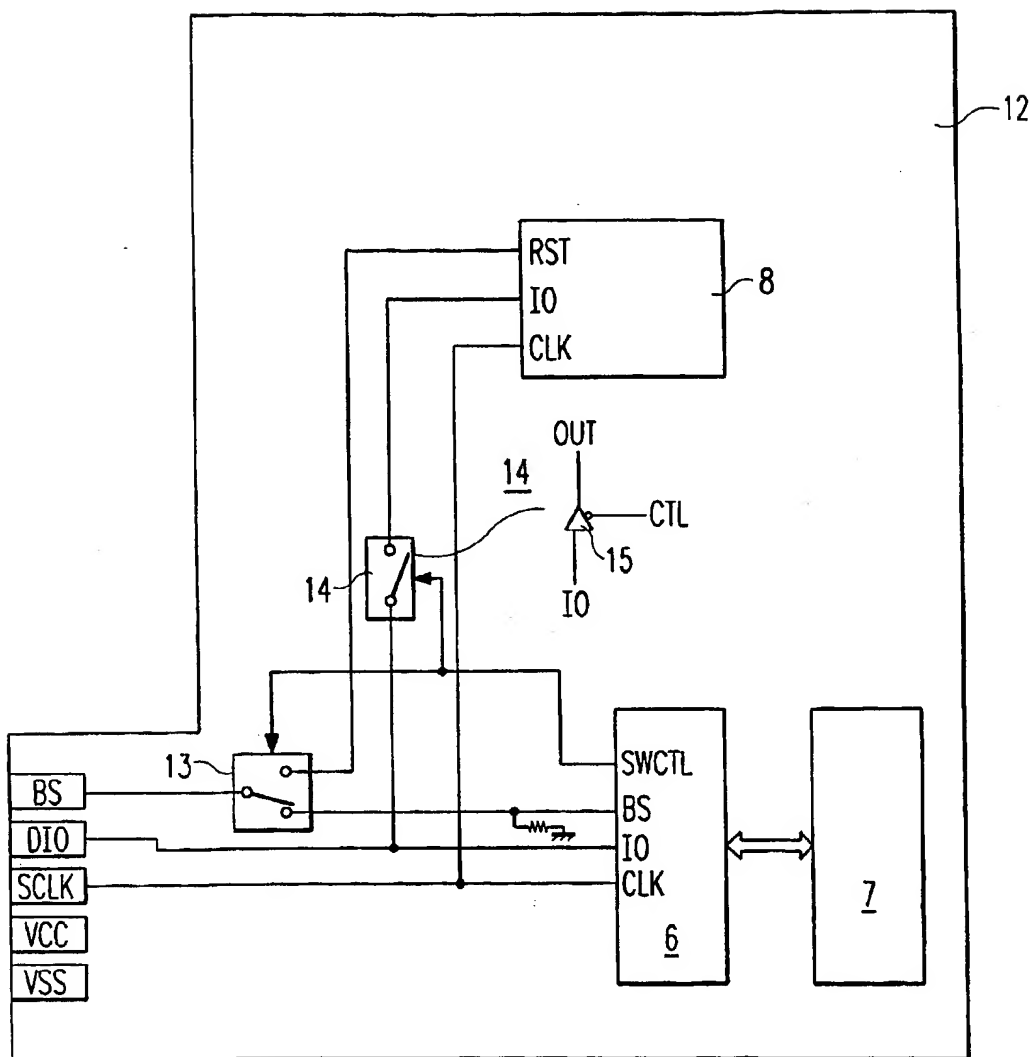 12
RST
IO
CLK
8
OUT
14
CTL
15
IO
14
13
SWCTL
BS
IO
CLK
6
7
BS
DIO
SCLK
VCC
VSS